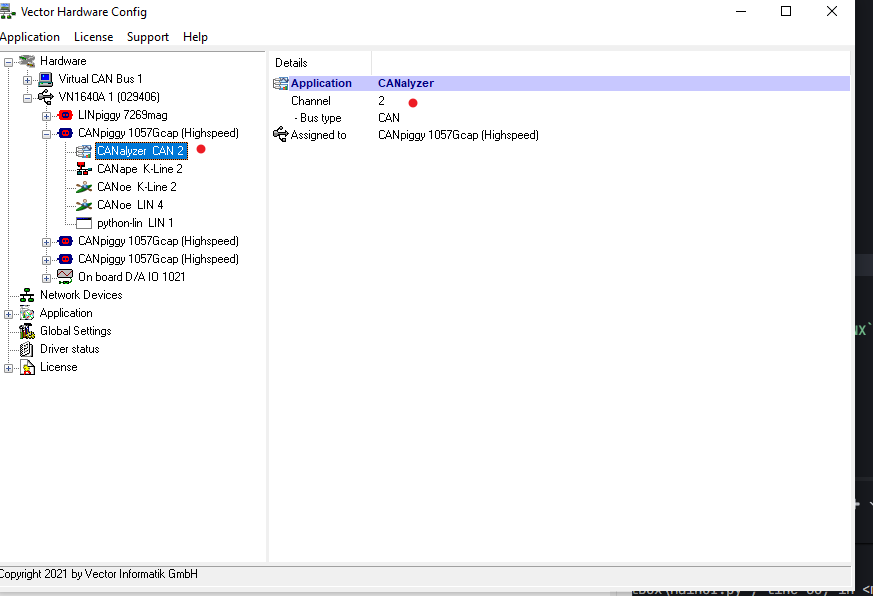 Vector Hardware Config
Application License Support Help
Hardware
Virtual CAN Bus 1
VN1640A 1 (029406)
LINpiggy 7269mag
CANpiggy 1057Gcap (Highspeed)
CANalyzer CAN 2
CANape K-Line 2
CANoe K-Line 2
CANoe LIN 4
python-lin LIN 1
CANpiggy 1057Gcap (Highspeed)
CANpiggy 1057Gcap (Highspeed)
On board D/A IO 1021
Network Devices
Application
Global Settings
Driver status
License
Details
Application CANalyzer
Channel 2
- Bus type CAN
Assigned to CANpiggy 1057Gcap (Highspeed)
Copyright 2021 by Vector Informatik GmbH